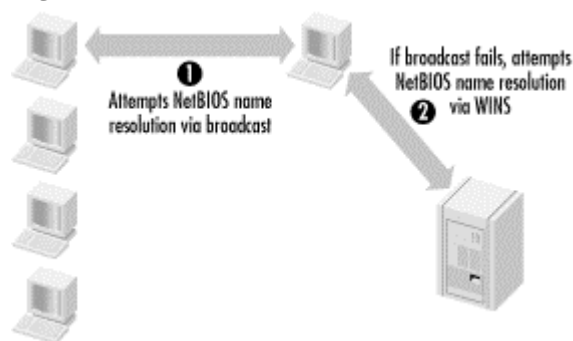 1
Attempts NetBIOS name
resolution via broadcast
If broadcast fails, attempts
NetBIOS name resolution
2 via WINS